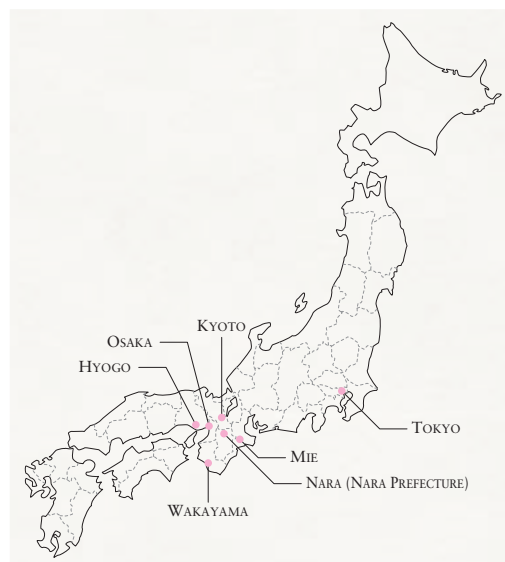 KYOTO
OSAKA
HYOGO
TOKYO
MIE
NARA (NARA PREFECTURE)
WAKAYAMA